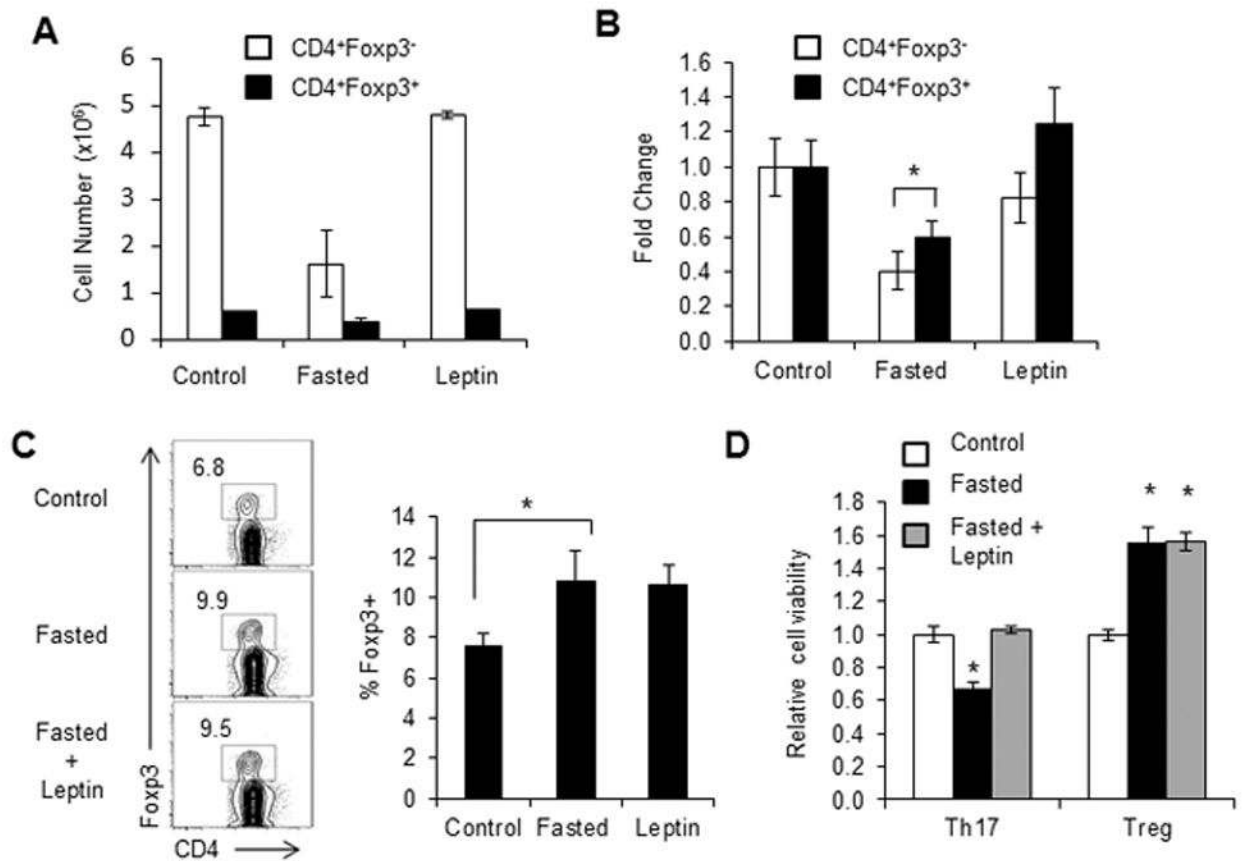 A
CD4⁺Foxp3⁻
CD4⁺Foxp3⁺
Cell Number (x10⁶)
6
5
4
3
2
1
0
Control
Fasted
Leptin
B
CD4⁺Foxp3⁻
CD4⁺Foxp3⁺
Fold Change
1.6
1.4
1.2
1.0
0.8
0.6
0.4
0.2
0.0
*
Control
Fasted
Leptin
C
Control
6.8
Fasted
9.9
Fasted
+
Leptin
9.5
Foxp3
CD4
% Foxp3+
14
12
10
8
6
4
2
0
*
Control
Fasted
Leptin
D
Control
Fasted
Fasted +
Leptin
Relative cell viability
1.8
1.6
1.4
1.2
1.0
0.8
0.6
0.4
0.2
0.0
*
* *
Th17
Treg